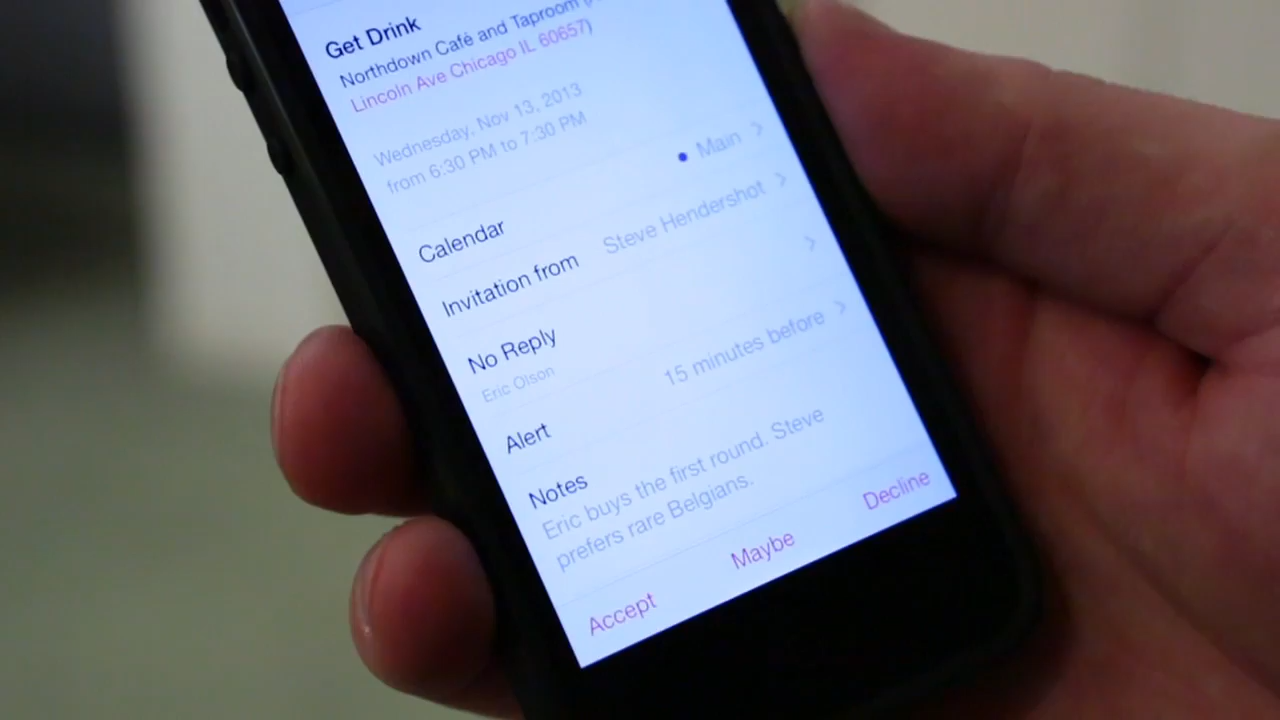 Get Drink
Northdown Café and Taproom
Lincoln Ave Chicago IL 60657)
Wednesday, Nov 13, 2013
from 6:30 PM to 7:30 PM
Calendar Main
Invitation from Steve Hendershot
No Reply
Eric Olson
Alert 15 minutes before
Notes
Eric buys the first round. Steve
prefers rare Belgians.
Accept Maybe Decline